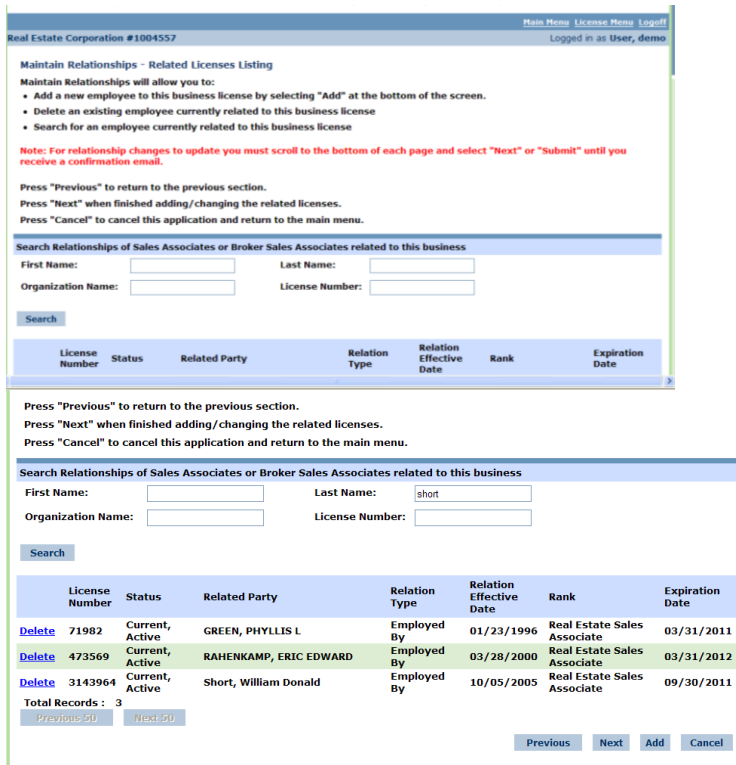 Main Menu License Menu Logoff
Real Estate Corporation #1004557 Logged in as User, demo
Maintain Relationships - Related Licenses Listing
Maintain Relationships will allow you to:
• Add a new employee to this business license by selecting "Add" at the bottom of the screen.
• Delete an existing employee currently related to this business license
• Search for an employee currently related to this business license
Note: For relationship changes to update you must scroll to the bottom of each page and select "Next" or "Submit" until you
receive a confirmation email.
Press "Previous" to return to the previous section.
Press "Next" when finished adding/changing the related licenses.
Press "Cancel" to cancel this application and return to the main menu.
Search Relationships of Sales Associates or Broker Sales Associates related to this business
First Name: Last Name:
Organization Name: License Number:
Search
License Number Status Related Party Relation Type Relation Effective Date Rank Expiration Date
Press "Previous" to return to the previous section.
Press "Next" when finished adding/changing the related licenses.
Press "Cancel" to cancel this application and return to the main menu.
Search Relationships of Sales Associates or Broker Sales Associates related to this business
First Name: Last Name: short
Organization Name: License Number:
Search
License Number Status Related Party Relation Type Relation Effective Date Rank Expiration Date
Delete 71982 Current, Active GREEN, PHYLLIS L Employed By 01/23/1996 Real Estate Sales Associate 03/31/2011
Delete 473569 Current, Active RAHENKAMP, ERIC EDWARD Employed By 03/28/2000 Real Estate Sales Associate 03/31/2012
Delete 3143964 Current, Active Short, William Donald Employed By 10/05/2005 Real Estate Sales Associate 09/30/2011
Total Records : 3
Previous 50 Next 50
Previous Next Add Cancel